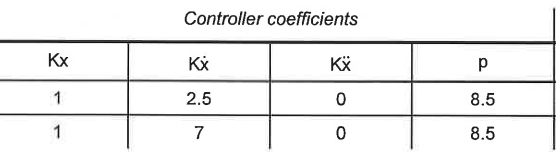 Controller coefficients
Kx Kẋ Kẍ p
1 2.5 0 8.5
1 7 0 8.5